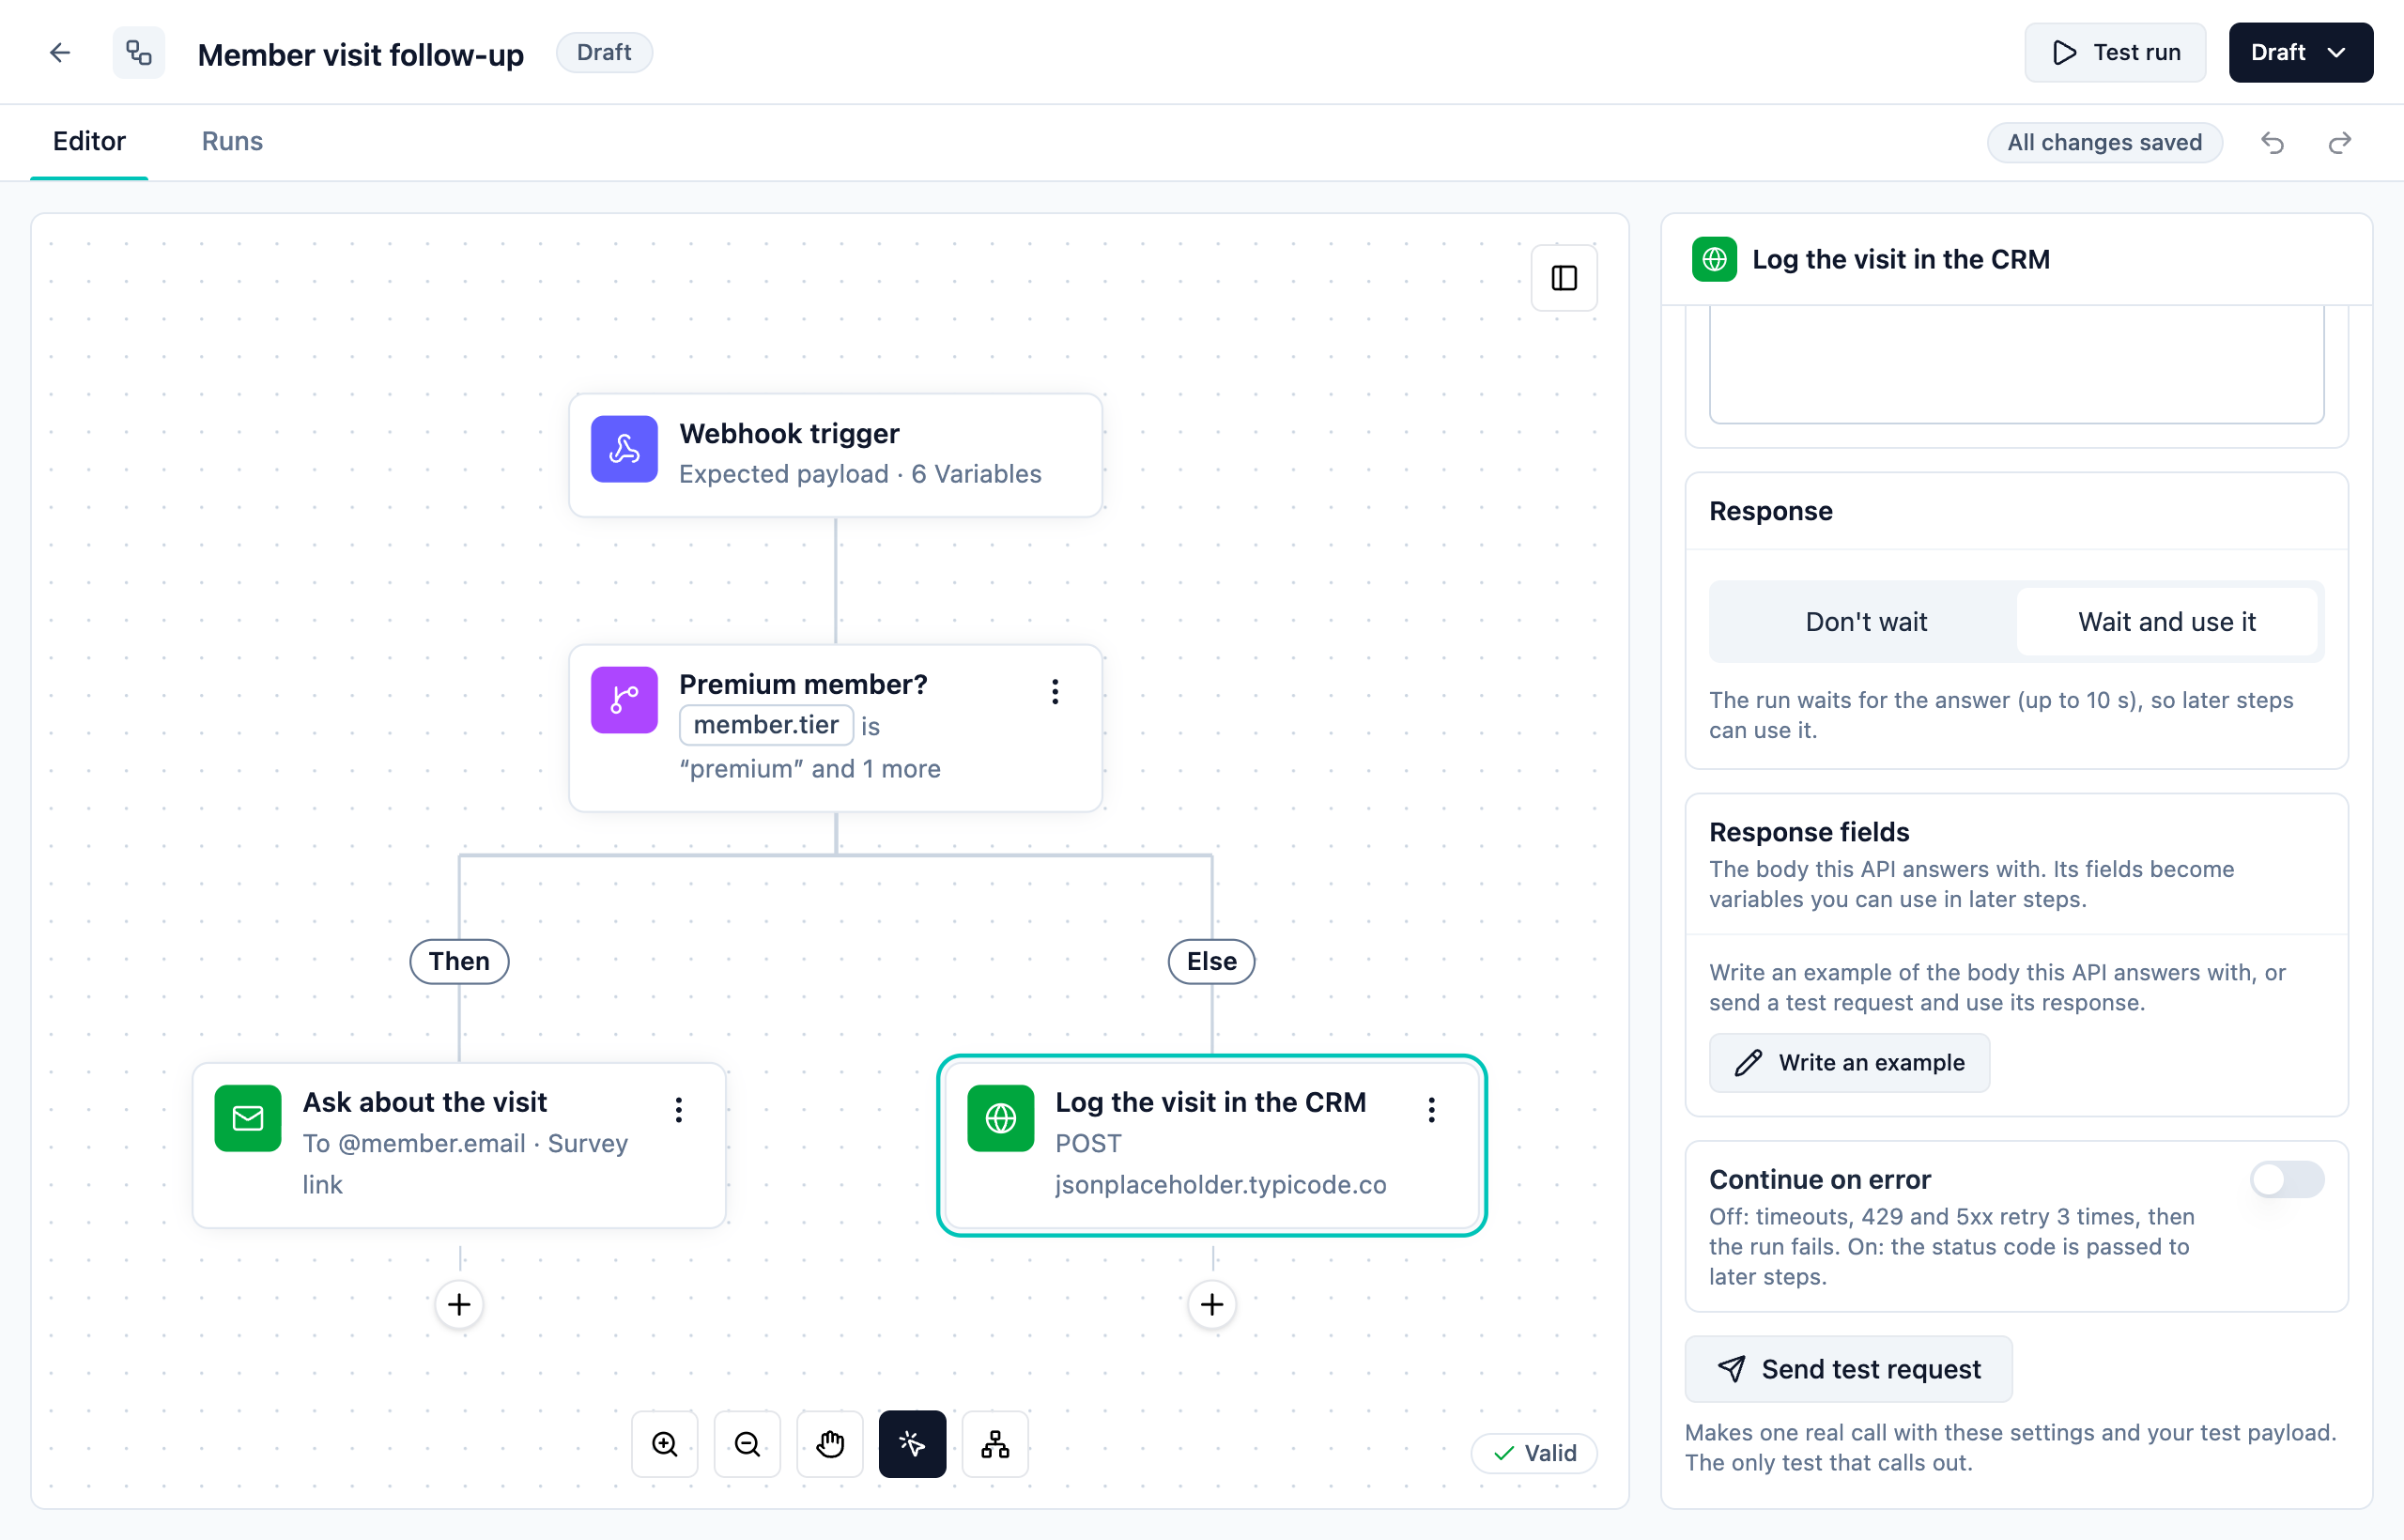 Member visit follow-up
Draft
Test run
Draft
Editor
Runs
All changes saved
Webhook trigger
Expected payload · 6 Variables
Premium member?
member.tier is
“premium” and 1 more
Then
Else
Ask about the visit
To @member.email · Survey
link
Log the visit in the CRM
POST
jsonplaceholder.typicode.co
Valid
Log the visit in the CRM
Response
Don't wait
Wait and use it
The run waits for the answer (up to 10 s), so later steps
can use it.
Response fields
The body this API answers with. Its fields become
variables you can use in later steps.
Write an example of the body this API answers with, or
send a test request and use its response.
Write an example
Continue on error
Off: timeouts, 429 and 5xx retry 3 times, then
the run fails. On: the status code is passed to
later steps.
Send test request
Makes one real call with these settings and your test payload.
The only test that calls out.